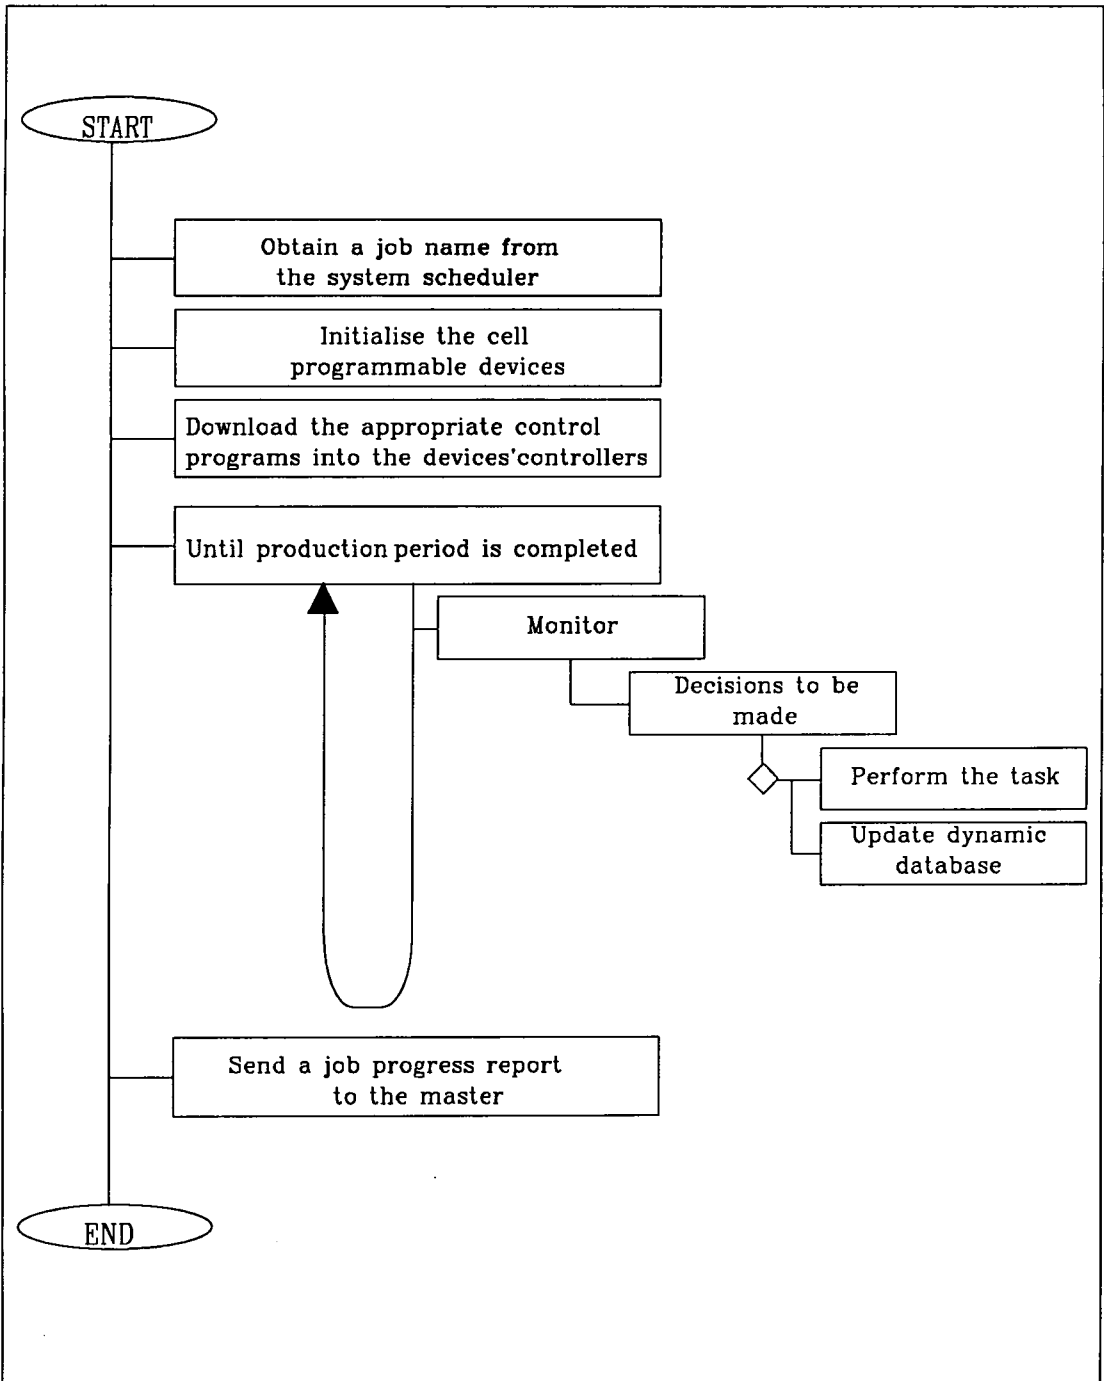 START
Obtain a job name from
the system scheduler
Initialise the cell
programmable devices
Download the appropriate control
programs into the devices'controllers
Until production period is completed
Monitor
Decisions to be
made
Perform the task
Update dynamic
database
Send a job progress report
to the master
END